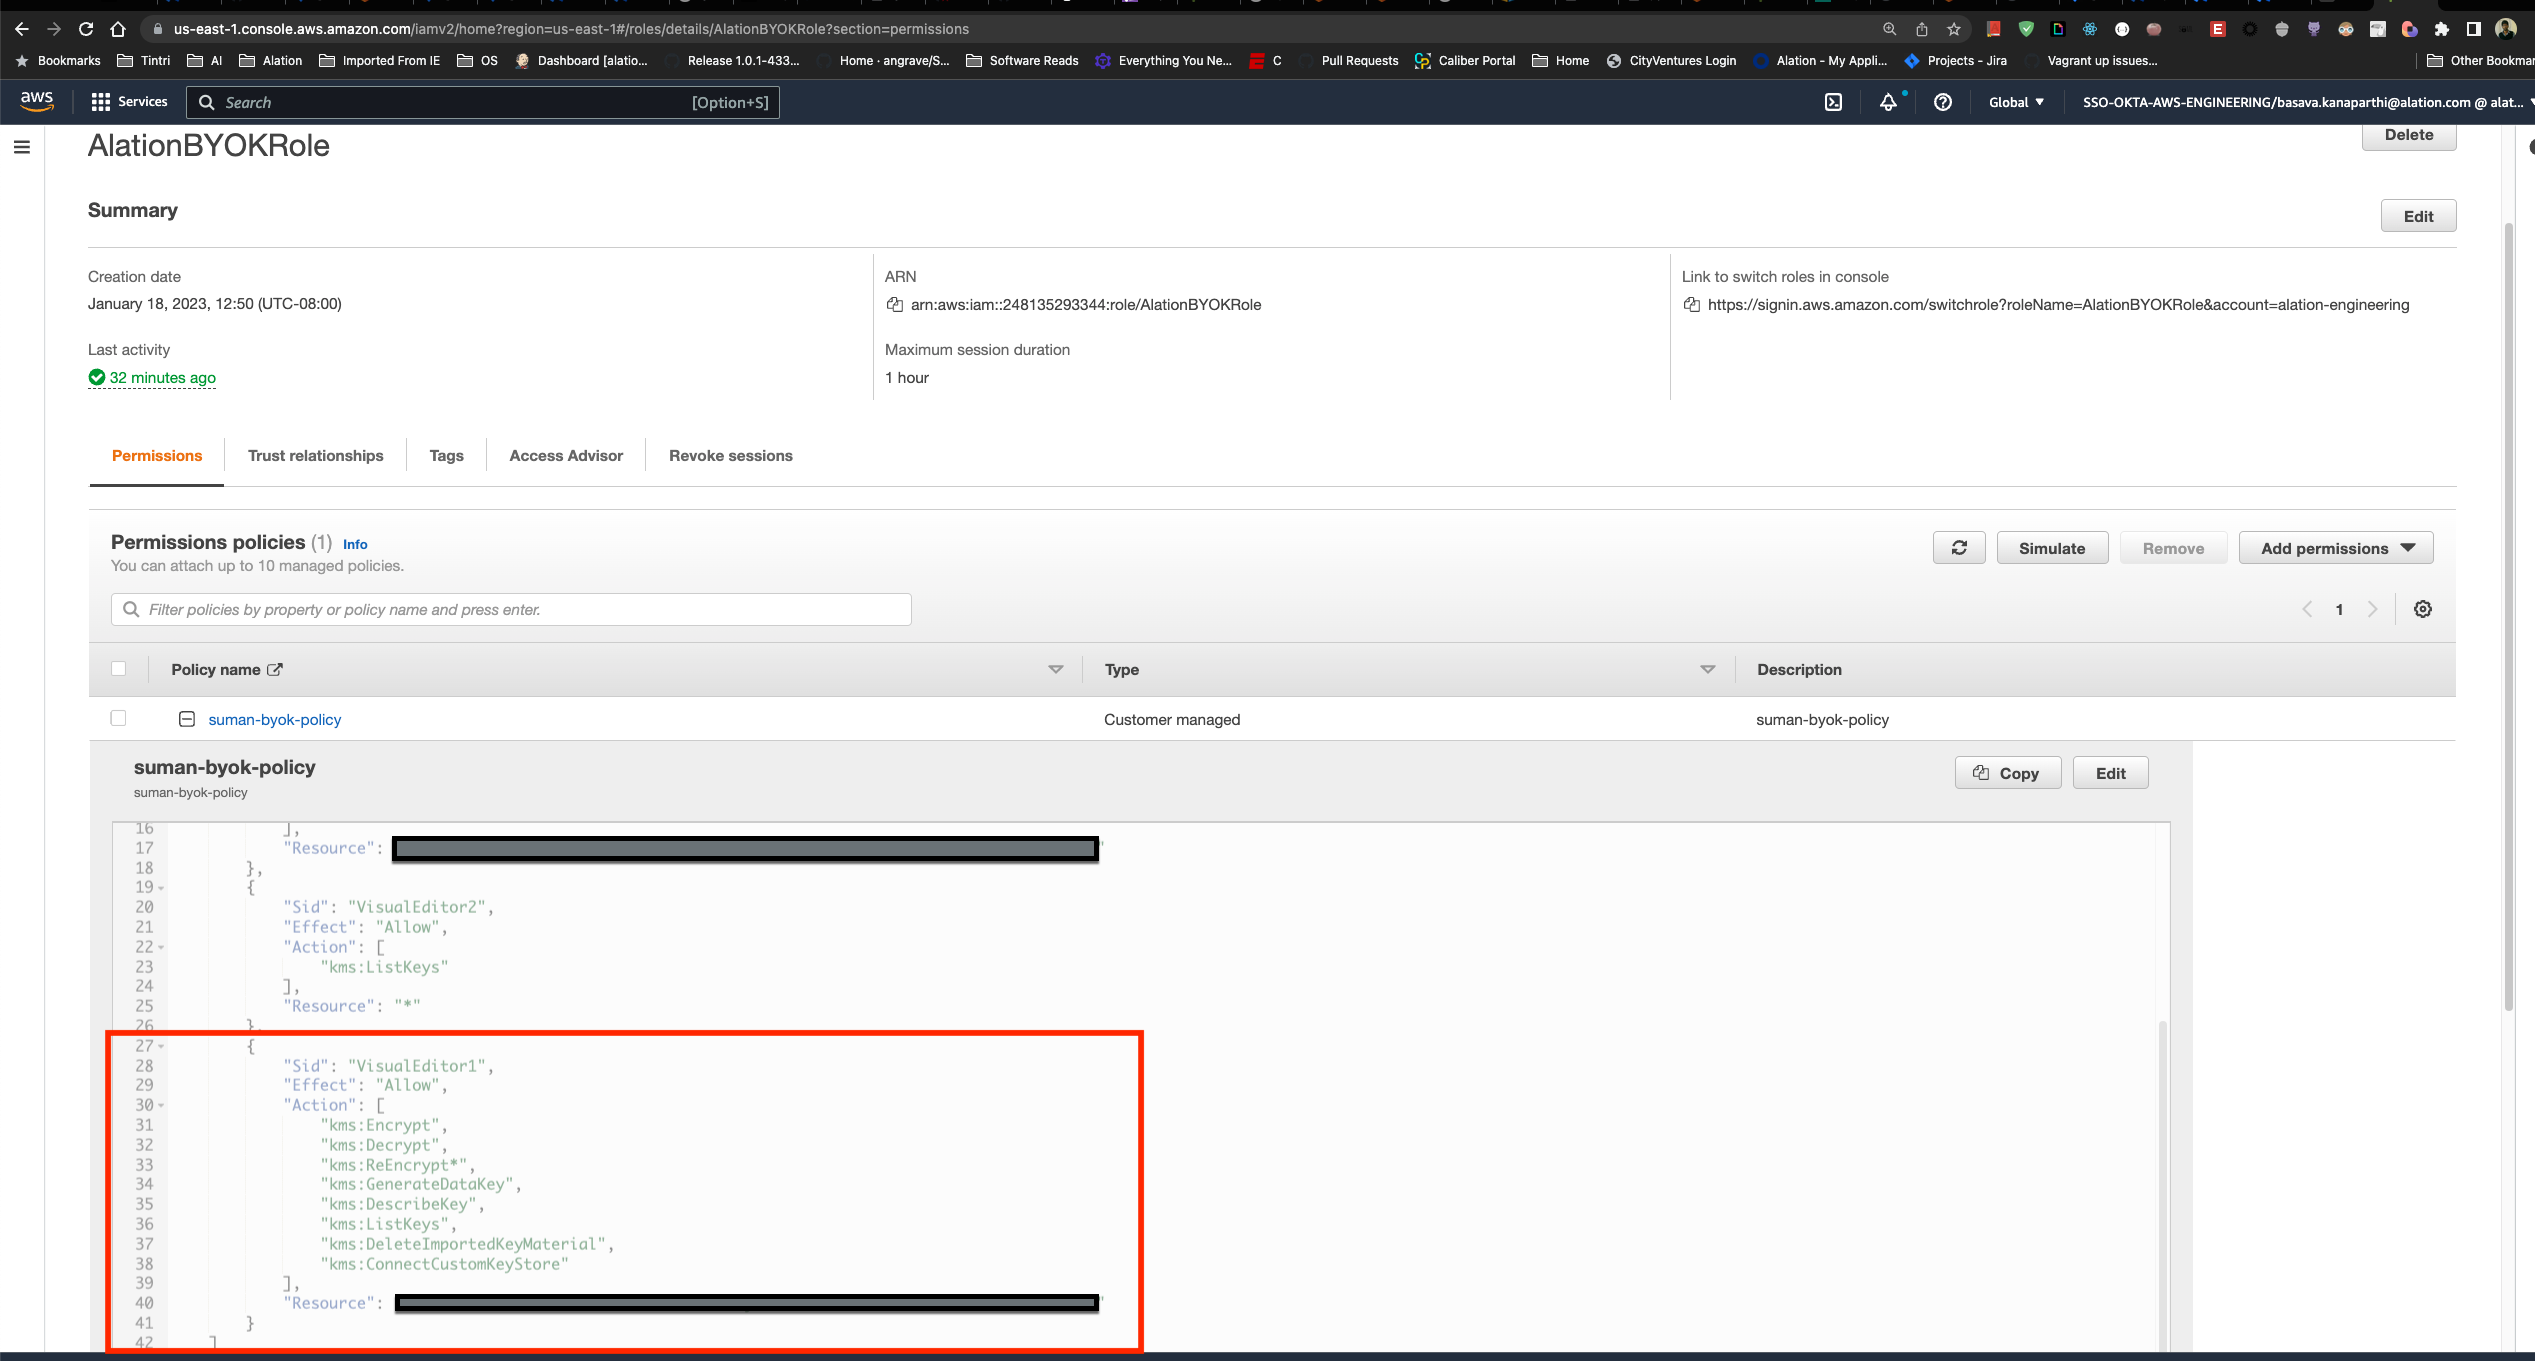 us-east-1.console.aws.amazon.com/iamv2/home?region=us-east-1#/roles/details/AlationBYOKRole?section=permissions
Bookmarks Tintri AI Alation Imported From IE OS Dashboard [alatio... Release 1.0.1-433... Home · angrave/S... Software Reads Everything You Ne... C Pull Requests Caliber Portal Home CityVentures Login Alation - My Appli... Projects - Jira Vagrant up issues... Other Bookmar
aws Services Search [Option+S] Global SSO-OKTA-AWS-ENGINEERING/basava.kanaparthi@alation.com @ alat...
AlationBYOKRole Delete
Summary Edit
Creation date ARN Link to switch roles in console
January 18, 2023, 12:50 (UTC-08:00) arn:aws:iam::248135293344:role/AlationBYOKRole https://signin.aws.amazon.com/switchrole?roleName=AlationBYOKRole&account=alation-engineering
Last activity Maximum session duration
32 minutes ago 1 hour
Permissions Trust relationships Tags Access Advisor Revoke sessions
Permissions policies (1) Info Simulate Remove Add permissions
You can attach up to 10 managed policies.
Filter policies by property or policy name and press enter. 1
Policy name Type Description
suman-byok-policy Customer managed suman-byok-policy
suman-byok-policy Copy Edit
suman-byok-policy
16 ],
17 "Resource": "
18 },
19 {
20 "Sid": "VisualEditor2",
21 "Effect": "Allow",
22 "Action": [
23 "kms:ListKeys"
24 ],
25 "Resource": "*"
26 },
27 {
28 "Sid": "VisualEditor1",
29 "Effect": "Allow",
30 "Action": [
31 "kms:Encrypt",
32 "kms:Decrypt",
33 "kms:ReEncrypt*",
34 "kms:GenerateDataKey",
35 "kms:DescribeKey",
36 "kms:ListKeys",
37 "kms:DeleteImportedKeyMaterial",
38 "kms:ConnectCustomKeyStore"
39 ],
40 "Resource": "
41 }
42 ]